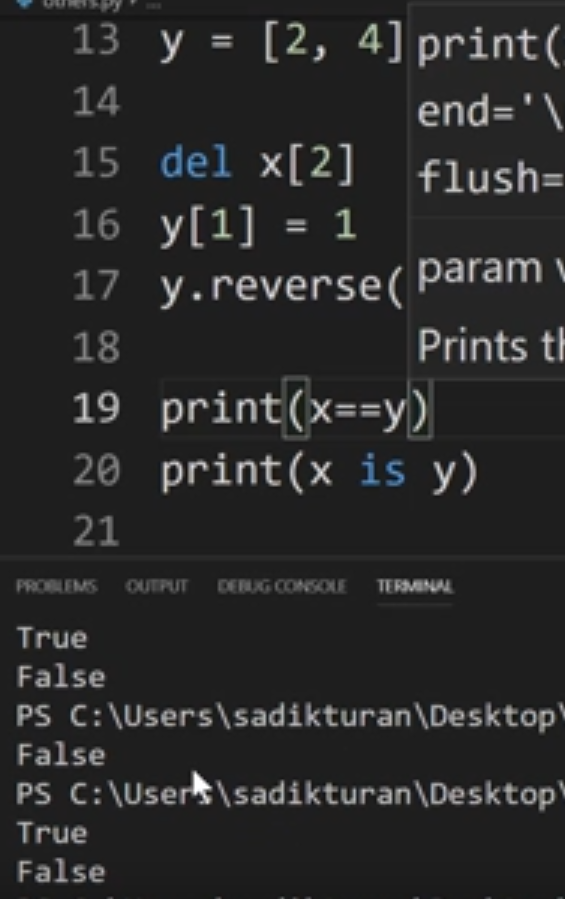 others.py > ...
13 y = [2, 4]
14
15 del x[2]
16 y[1] = 1
17 y.reverse(
18
19 print(x==y)
20 print(x is y)
21
print(
end='\
flush=
param v
Prints th
PROBLEMS OUTPUT DEBUG CONSOLE TERMINAL
True
False
PS C:\Users\sadikturan\Desktop\
False
PS C:\Users\sadikturan\Desktop\
True
False